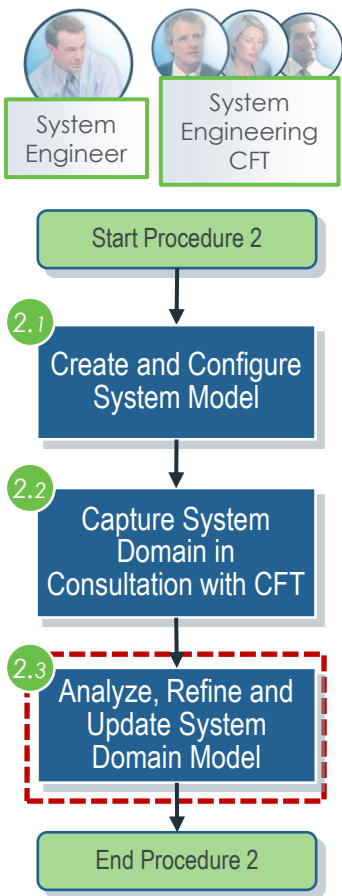 System
Engineer
System
Engineering
CFT
Start Procedure 2
2.1
Create and Configure
System Model
2.2
Capture System
Domain in
Consultation with CFT
2.3
Analyze, Refine and
Update System
Domain Model
End Procedure 2